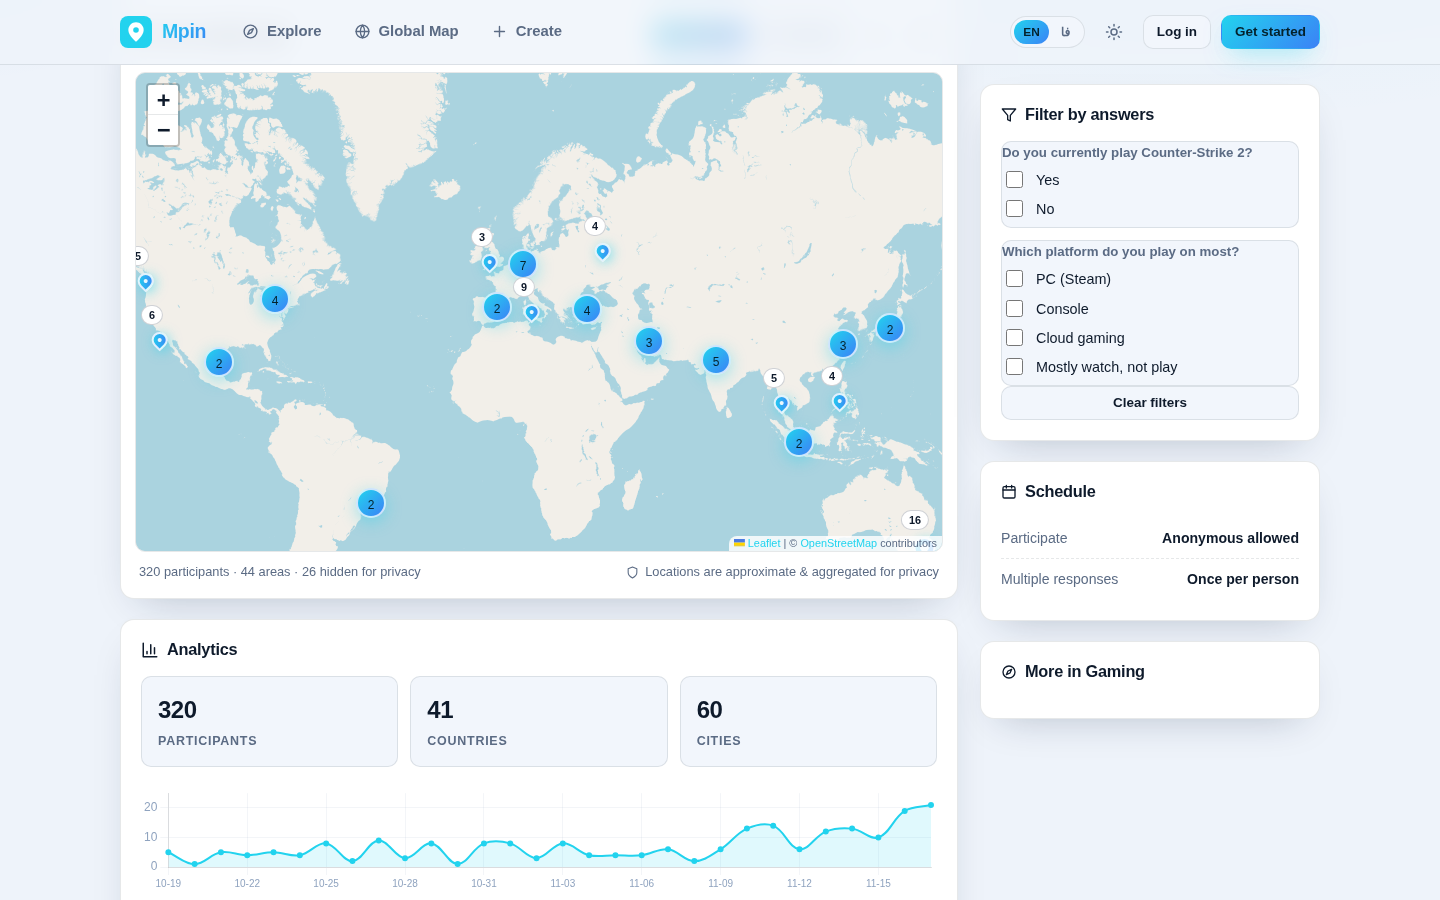 Mpin
Explore
Global Map
Create
EN
فا
Log in
Get started
+
−
5
6
4
2
3
7
9
2
4
4
3
5
5
4
3
2
2
2
16
Leaflet | © OpenStreetMap contributors
320 participants · 44 areas · 26 hidden for privacy
Locations are approximate & aggregated for privacy
Analytics
320
PARTICIPANTS
41
COUNTRIES
60
CITIES
20
10
0
10-19
10-22
10-25
10-28
10-31
11-03
11-06
11-09
11-12
11-15
Filter by answers
Do you currently play Counter-Strike 2?
Yes
No
Which platform do you play on most?
PC (Steam)
Console
Cloud gaming
Mostly watch, not play
Clear filters
Schedule
Participate
Anonymous allowed
Multiple responses
Once per person
More in Gaming